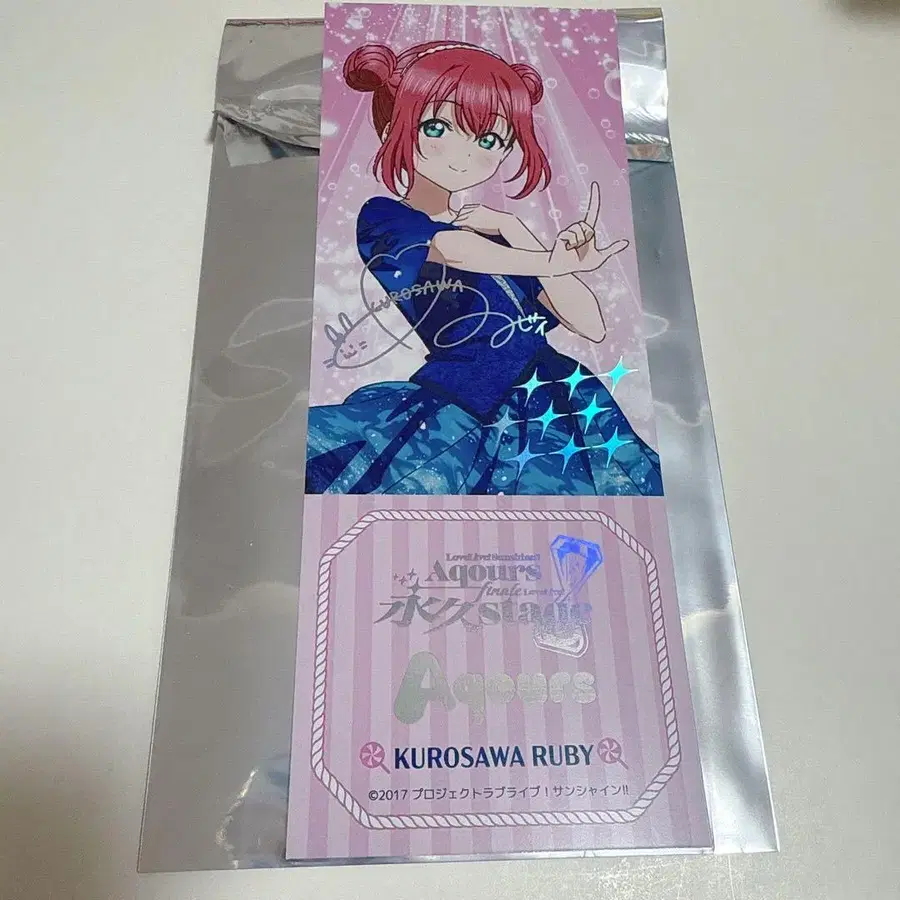 KUROSAWA
ルビィ
LoveLive! Sunshine!!
Aqours
finale LoveLive!
永久stage
Aqours
KUROSAWA RUBY
©2017 プロジェクトラブライブ！サンシャイン!!